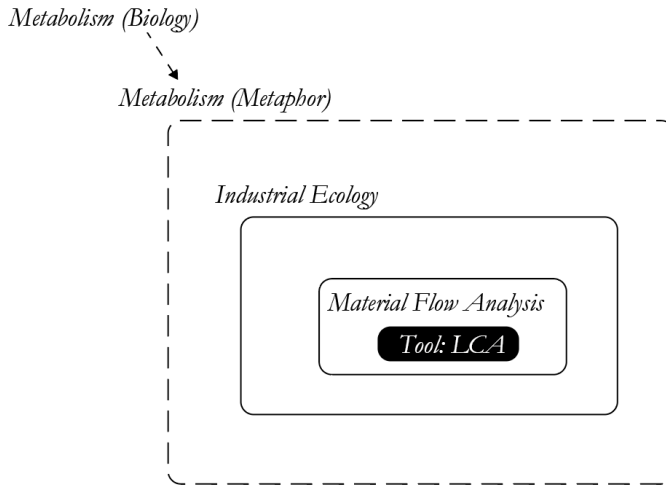 Metabolism (Biology)
Metabolism (Metaphor)
Industrial Ecology
Material Flow Analysis
Tool: LCA